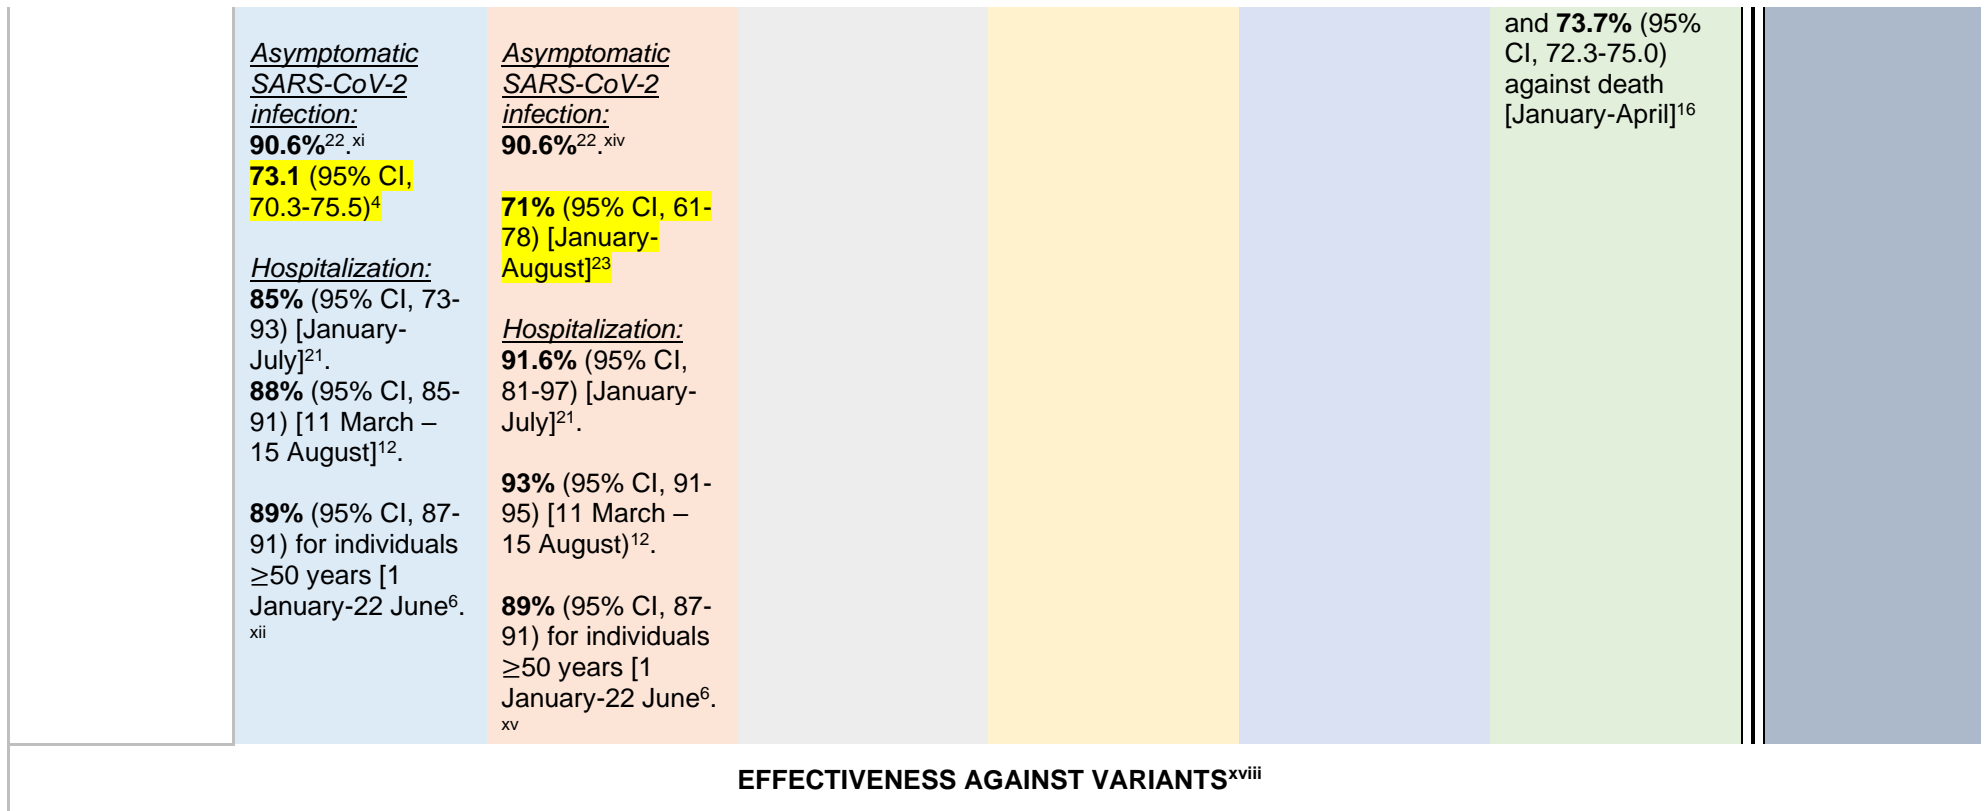 Asymptomatic
SARS-CoV-2
infection:
90.6%22.xi
73.1 (95% CI,
70.3-75.5)4
Hospitalization:
85% (95% CI, 73-
93) [January-
July]21.
88% (95% CI, 85-
91) [11 March –
15 August]12.
89% (95% CI, 87-
91) for individuals
≥50 years [1
January-22 June6.
xii
Asymptomatic
SARS-CoV-2
infection:
90.6%22.xiv
71% (95% CI, 61-
78) [January-
August]23
Hospitalization:
91.6% (95% CI,
81-97) [January-
July]21.
93% (95% CI, 91-
95) [11 March –
15 August)12.
89% (95% CI, 87-
91) for individuals
≥50 years [1
January-22 June6.
xv
and 73.7% (95%
CI, 72.3-75.0)
against death
[January-April]16
EFFECTIVENESS AGAINST VARIANTSxviii